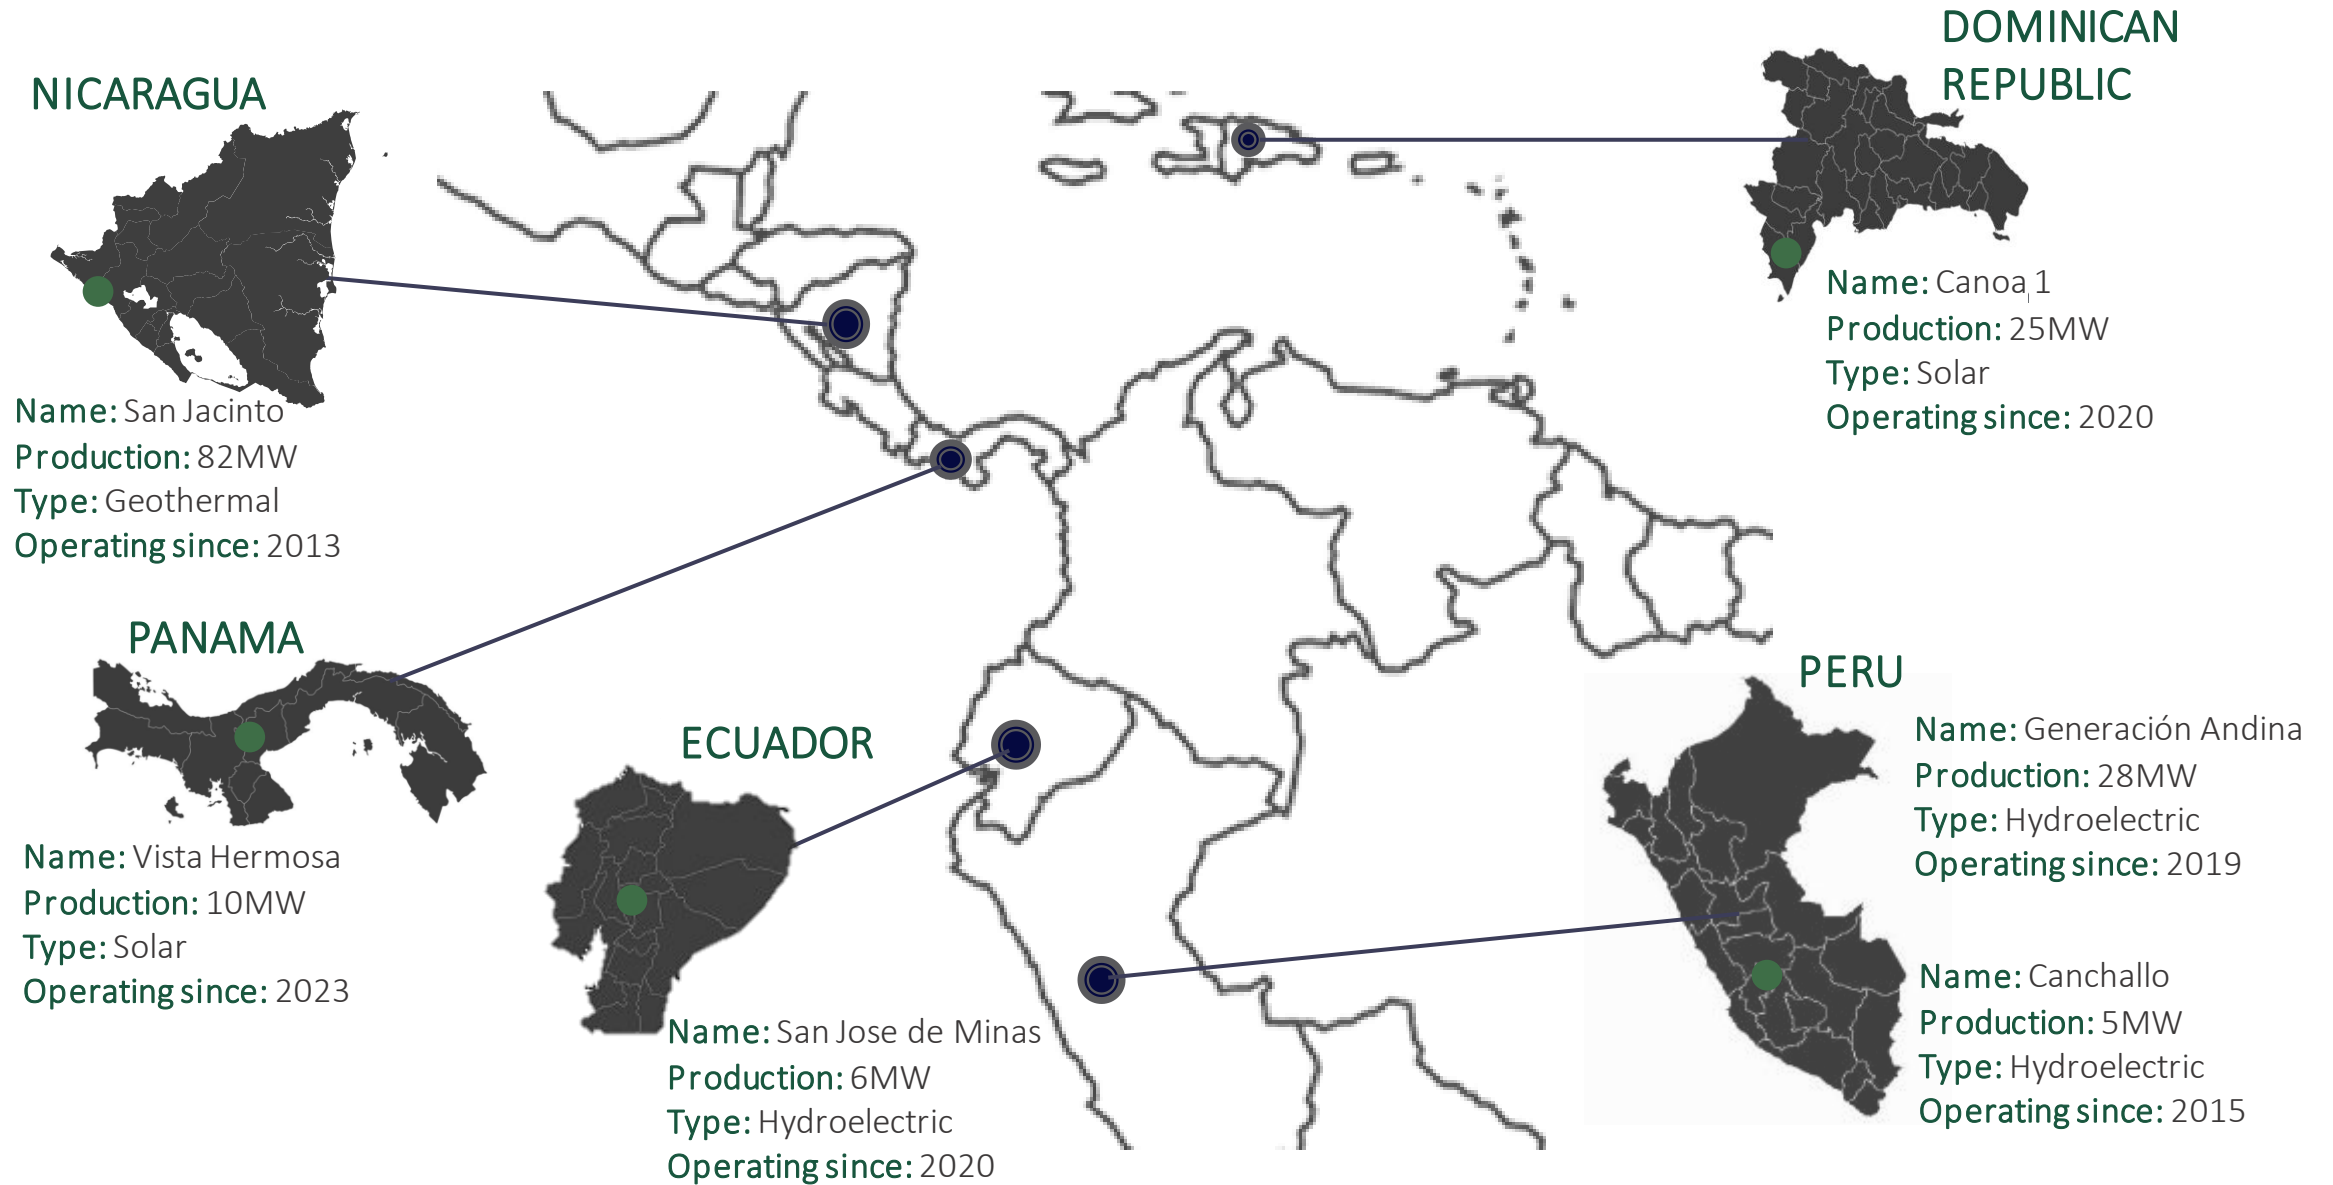 NICARAGUA
Name: San Jacinto
Production: 82MW
Type: Geothermal
Operating since: 2013
DOMINICAN
REPUBLIC
Name: Canoa 1
Production: 25MW
Type: Solar
Operating since: 2020
PANAMA
Name: Vista Hermosa
Production: 10MW
Type: Solar
Operating since: 2023
ECUADOR
Name: San Jose de Minas
Production: 6MW
Type: Hydroelectric
Operating since: 2020
PERU
Name: Generación Andina
Production: 28MW
Type: Hydroelectric
Operating since: 2019
Name: Canchallo
Production: 5MW
Type: Hydroelectric
Operating since: 2015